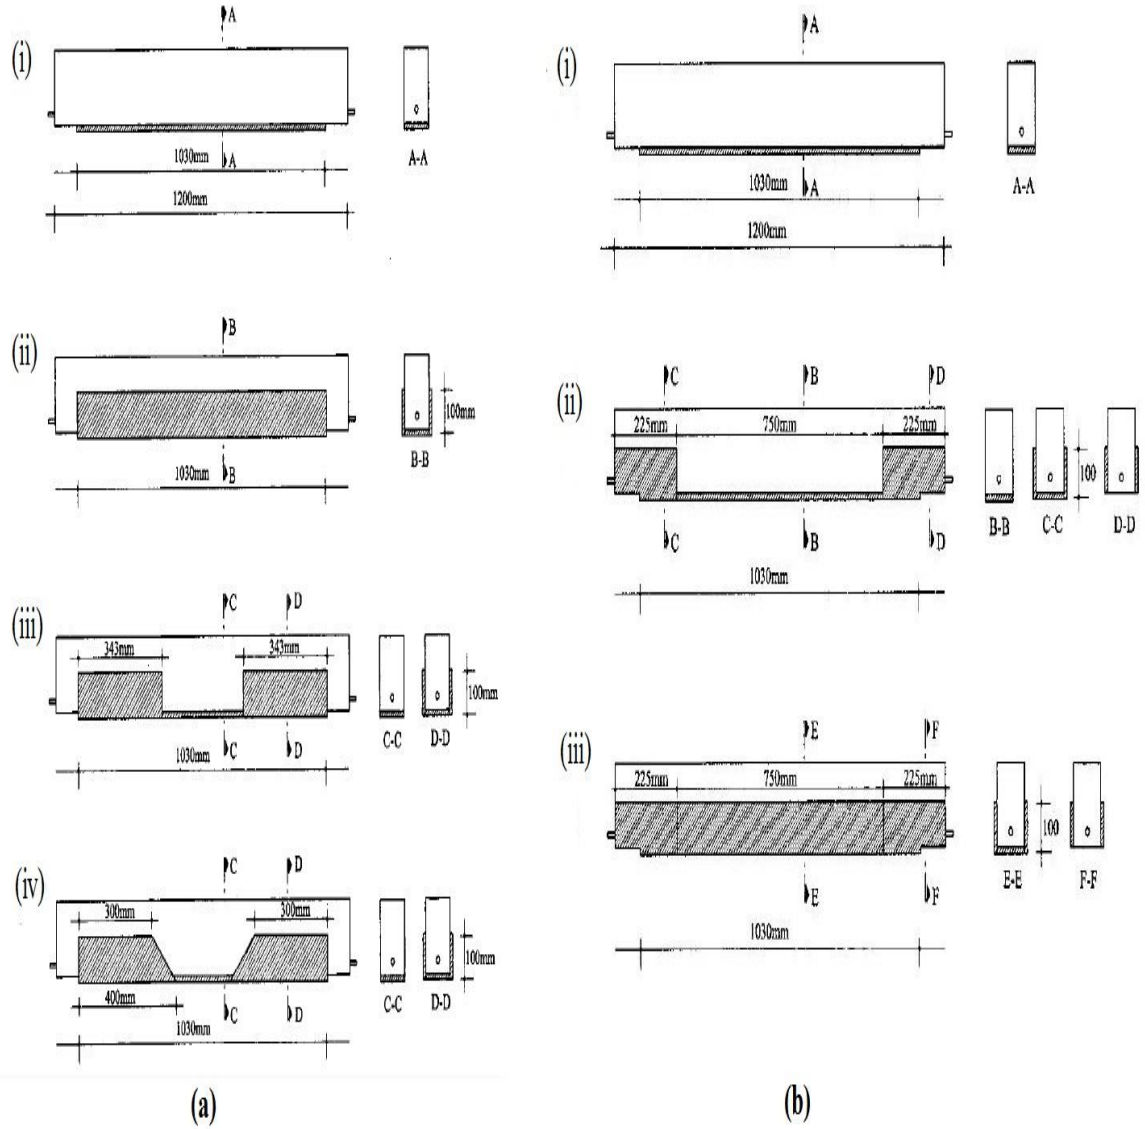 A
(i)
A
1030mm
A-A
1200mm
B
(ii)
100mm
B
B-B
1030mm
C D
(iii)
343mm 343mm
100mm
C D C-C D-D
1030mm
C D
(iv)
300mm 300mm
100mm
400mm C D C-C D-D
1030mm
(a)
A
(i)
1030mm A
A-A
1200mm
C B D
(ii)
225mm 750mm 225mm
100
C B D B-B C-C D-D
1030mm
E F
(iii)
225mm 750mm 225mm
100
E F E-E F-F
1030mm
(b)